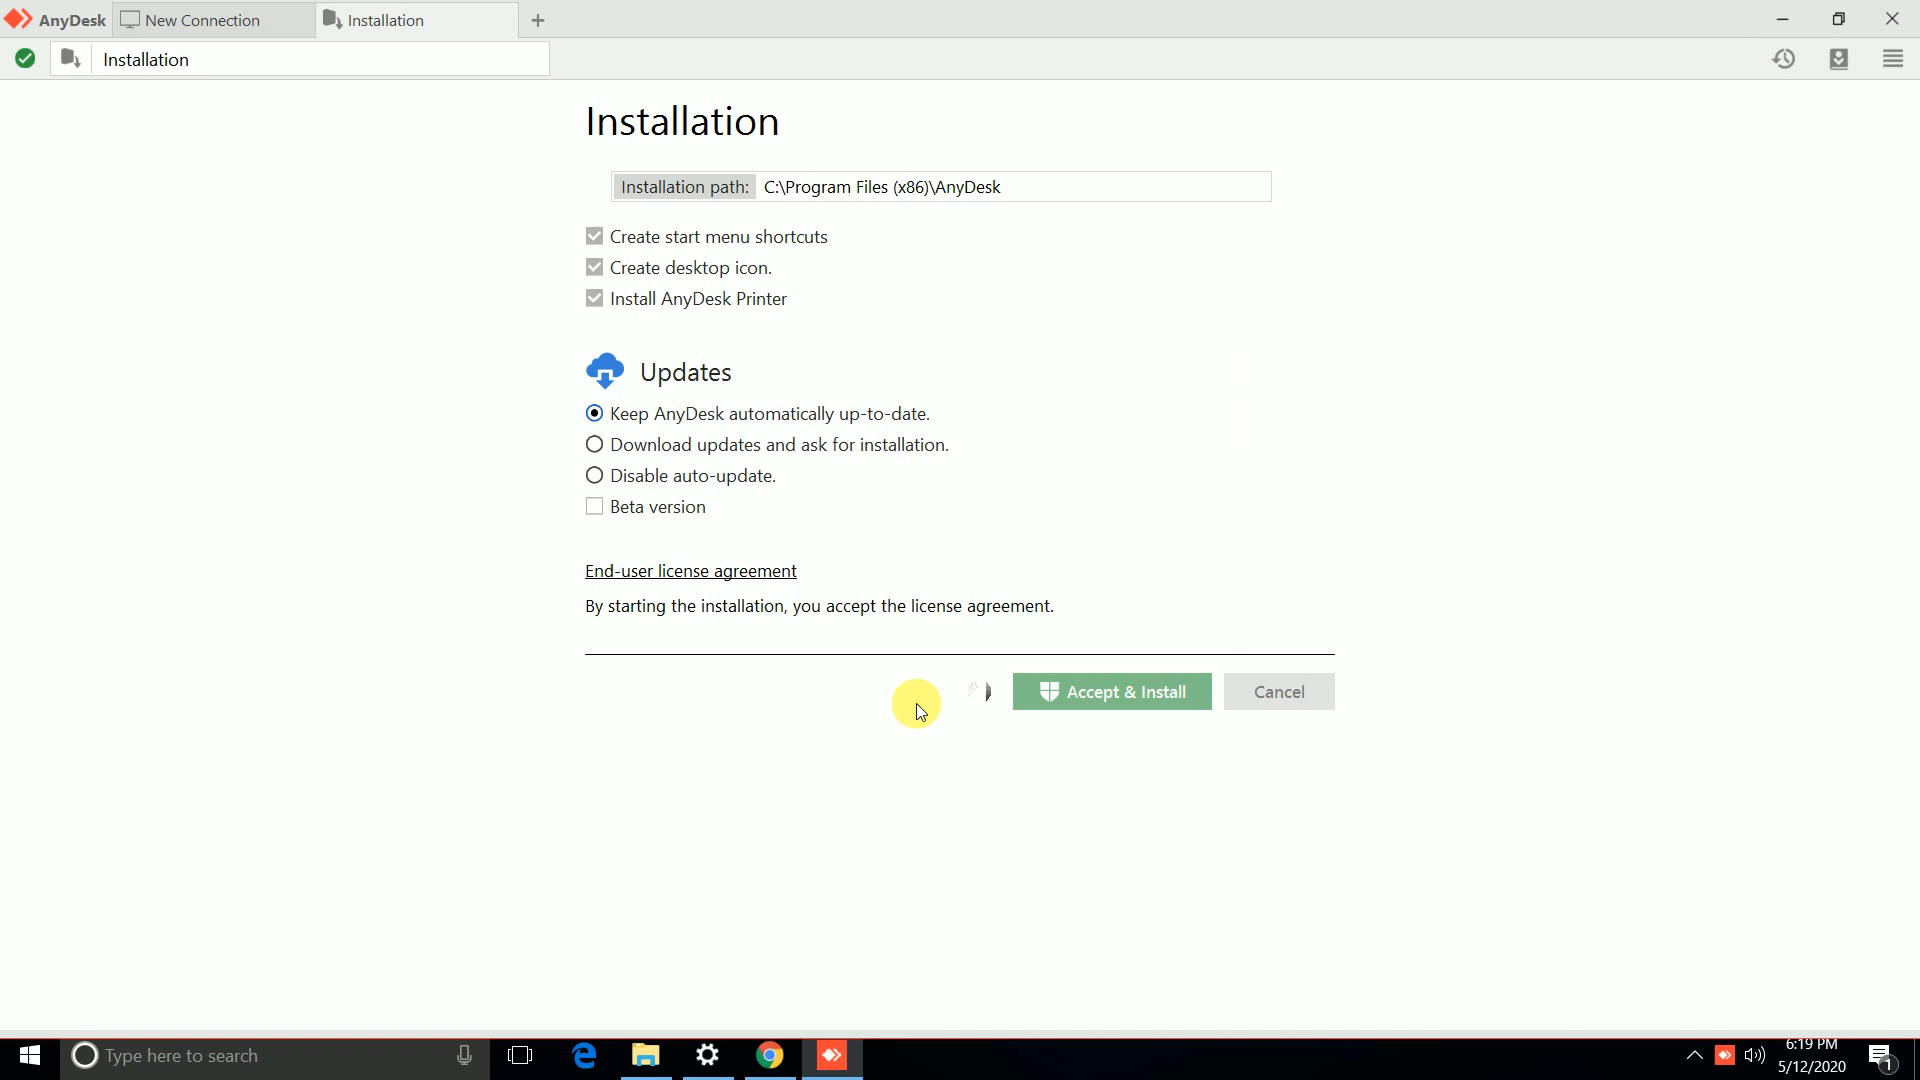 AnyDesk
New Connection
Installation
+
Installation
Installation
Installation path: C:\Program Files (x86)\AnyDesk
Create start menu shortcuts
Create desktop icon.
Install AnyDesk Printer
Updates
Keep AnyDesk automatically up-to-date.
Download updates and ask for installation.
Disable auto-update.
Beta version
End-user license agreement
By starting the installation, you accept the license agreement.
Accept & Install
Cancel
Type here to search
6:19 PM
5/12/2020
1